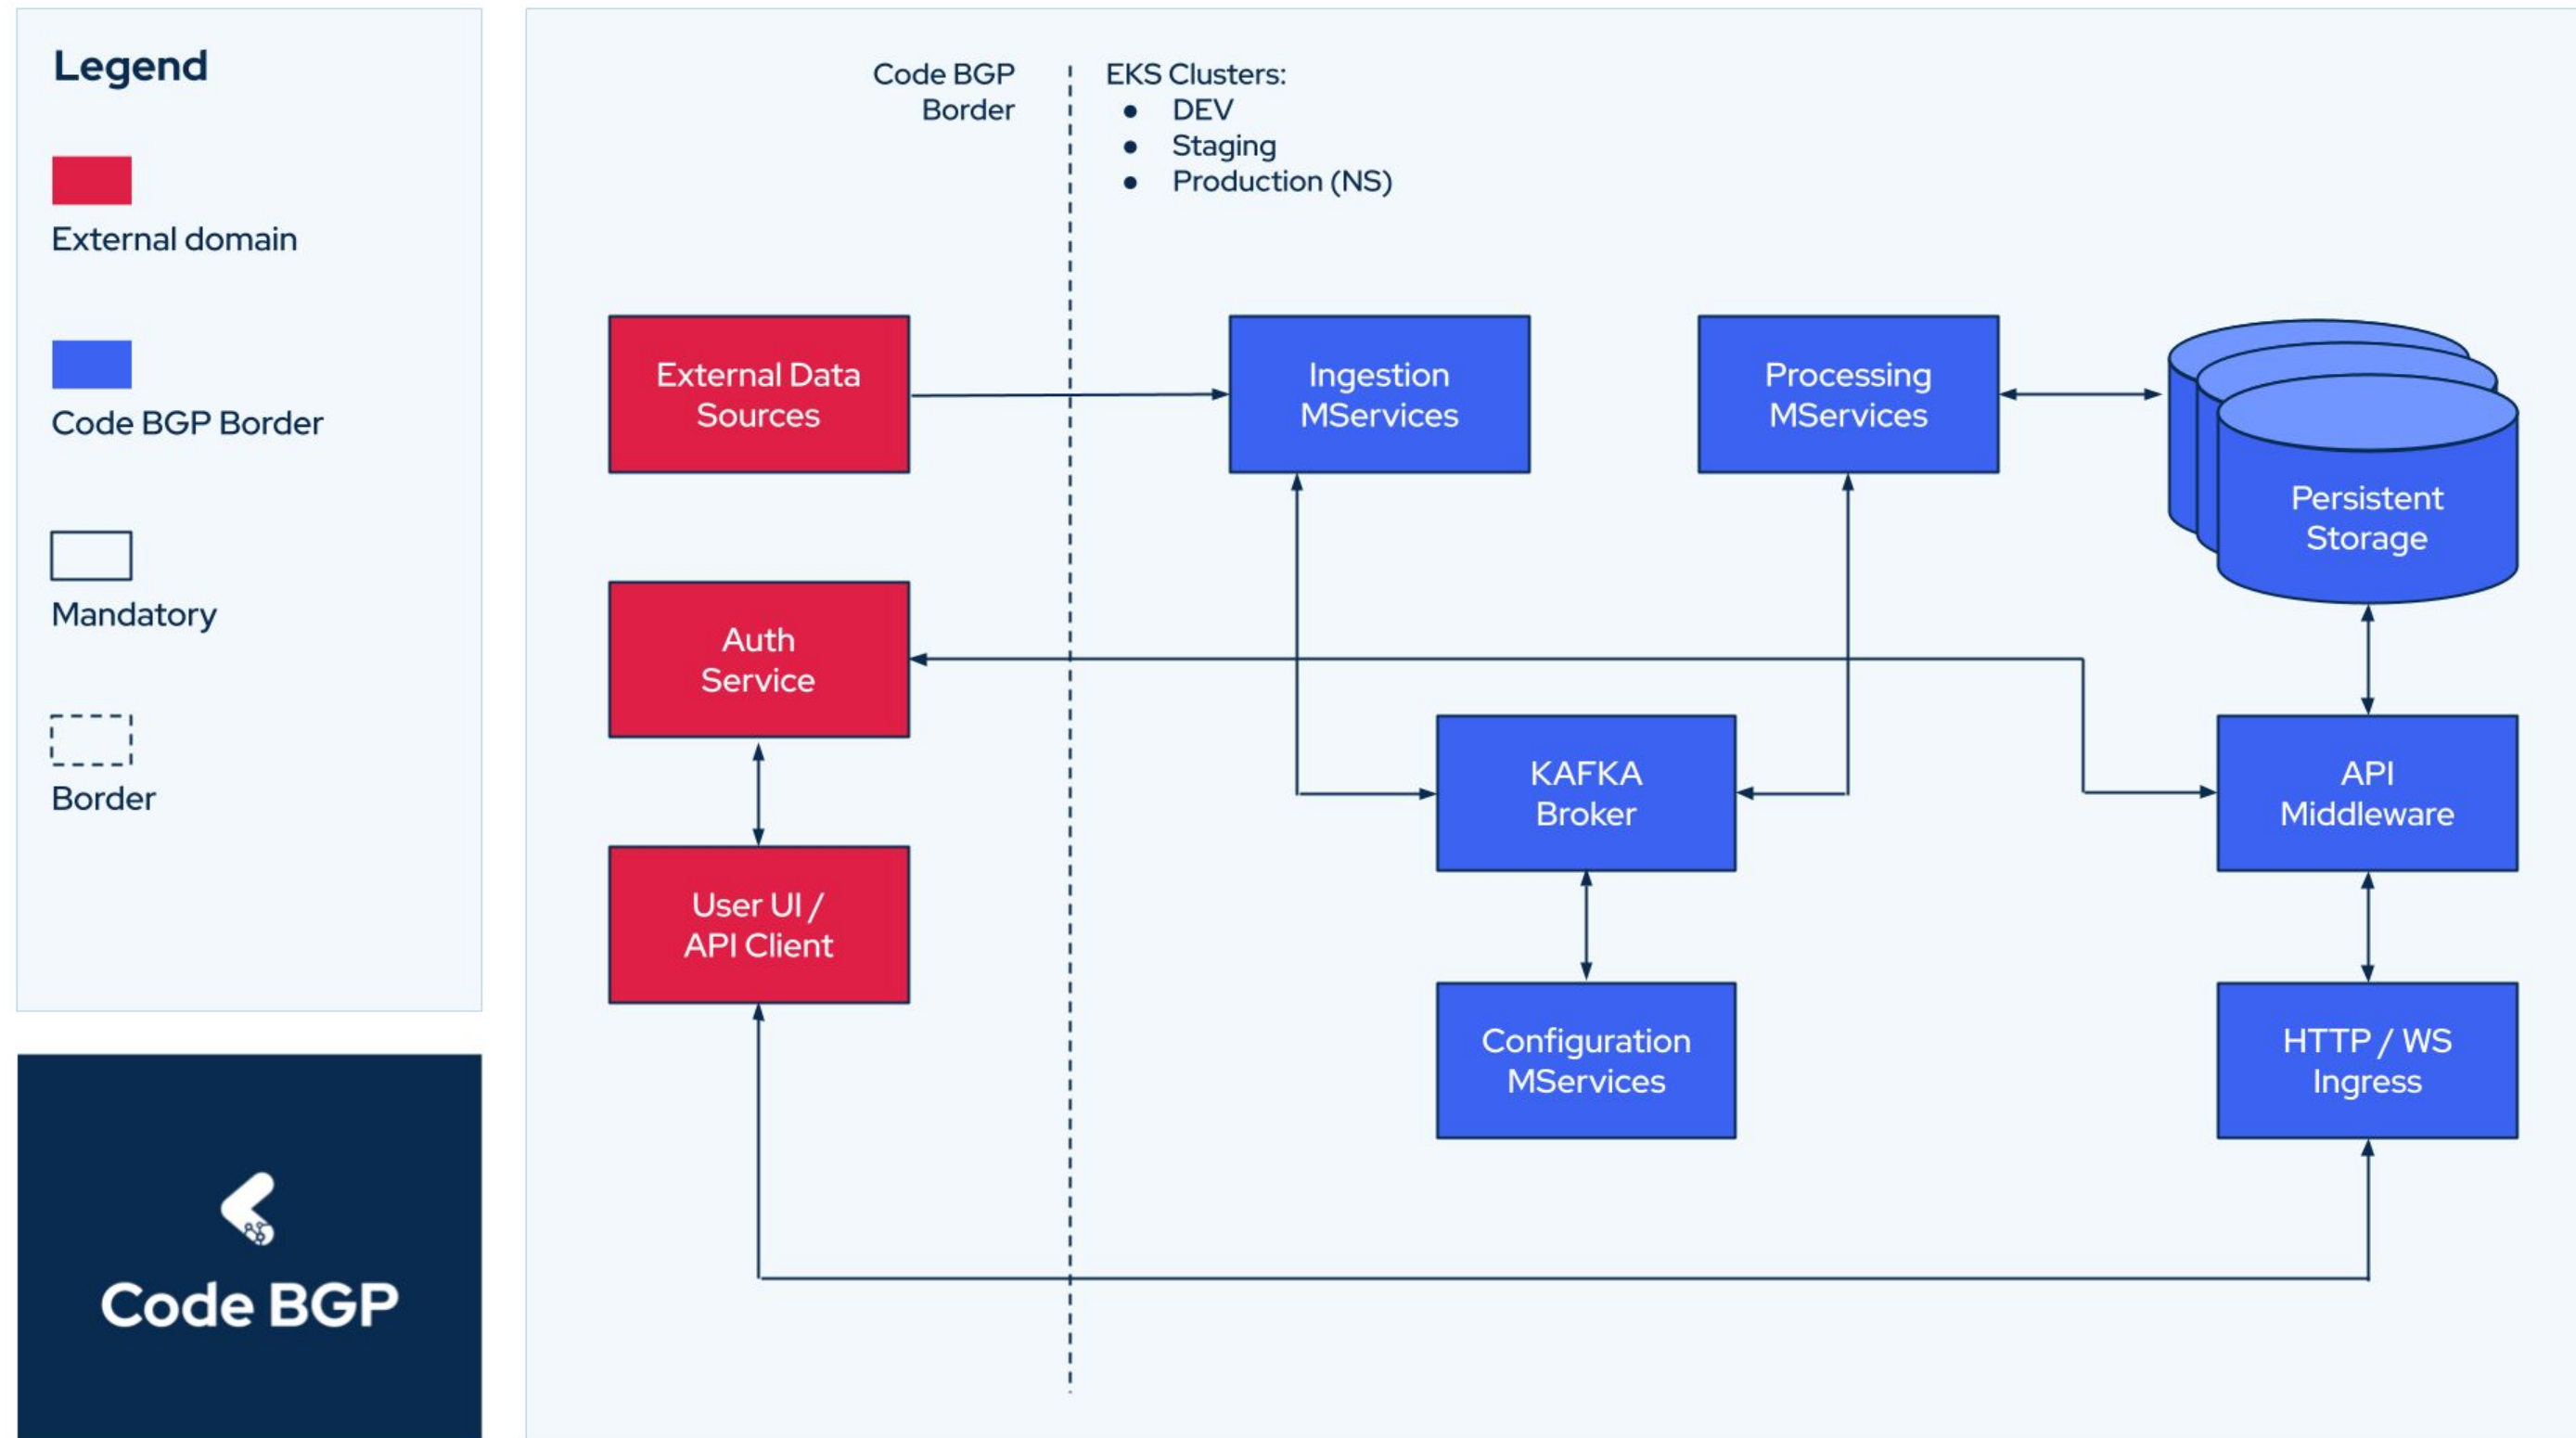 Legend
External domain
Code BGP Border
Mandatory
Border
Code BGP
Code BGP
Border
EKS Clusters:
● DEV
● Staging
● Production (NS)
External Data
Sources
Ingestion
MServices
Processing
MServices
Persistent
Storage
Auth
Service
KAFKA
Broker
API
Middleware
User UI /
API Client
Configuration
MServices
HTTP / WS
Ingress